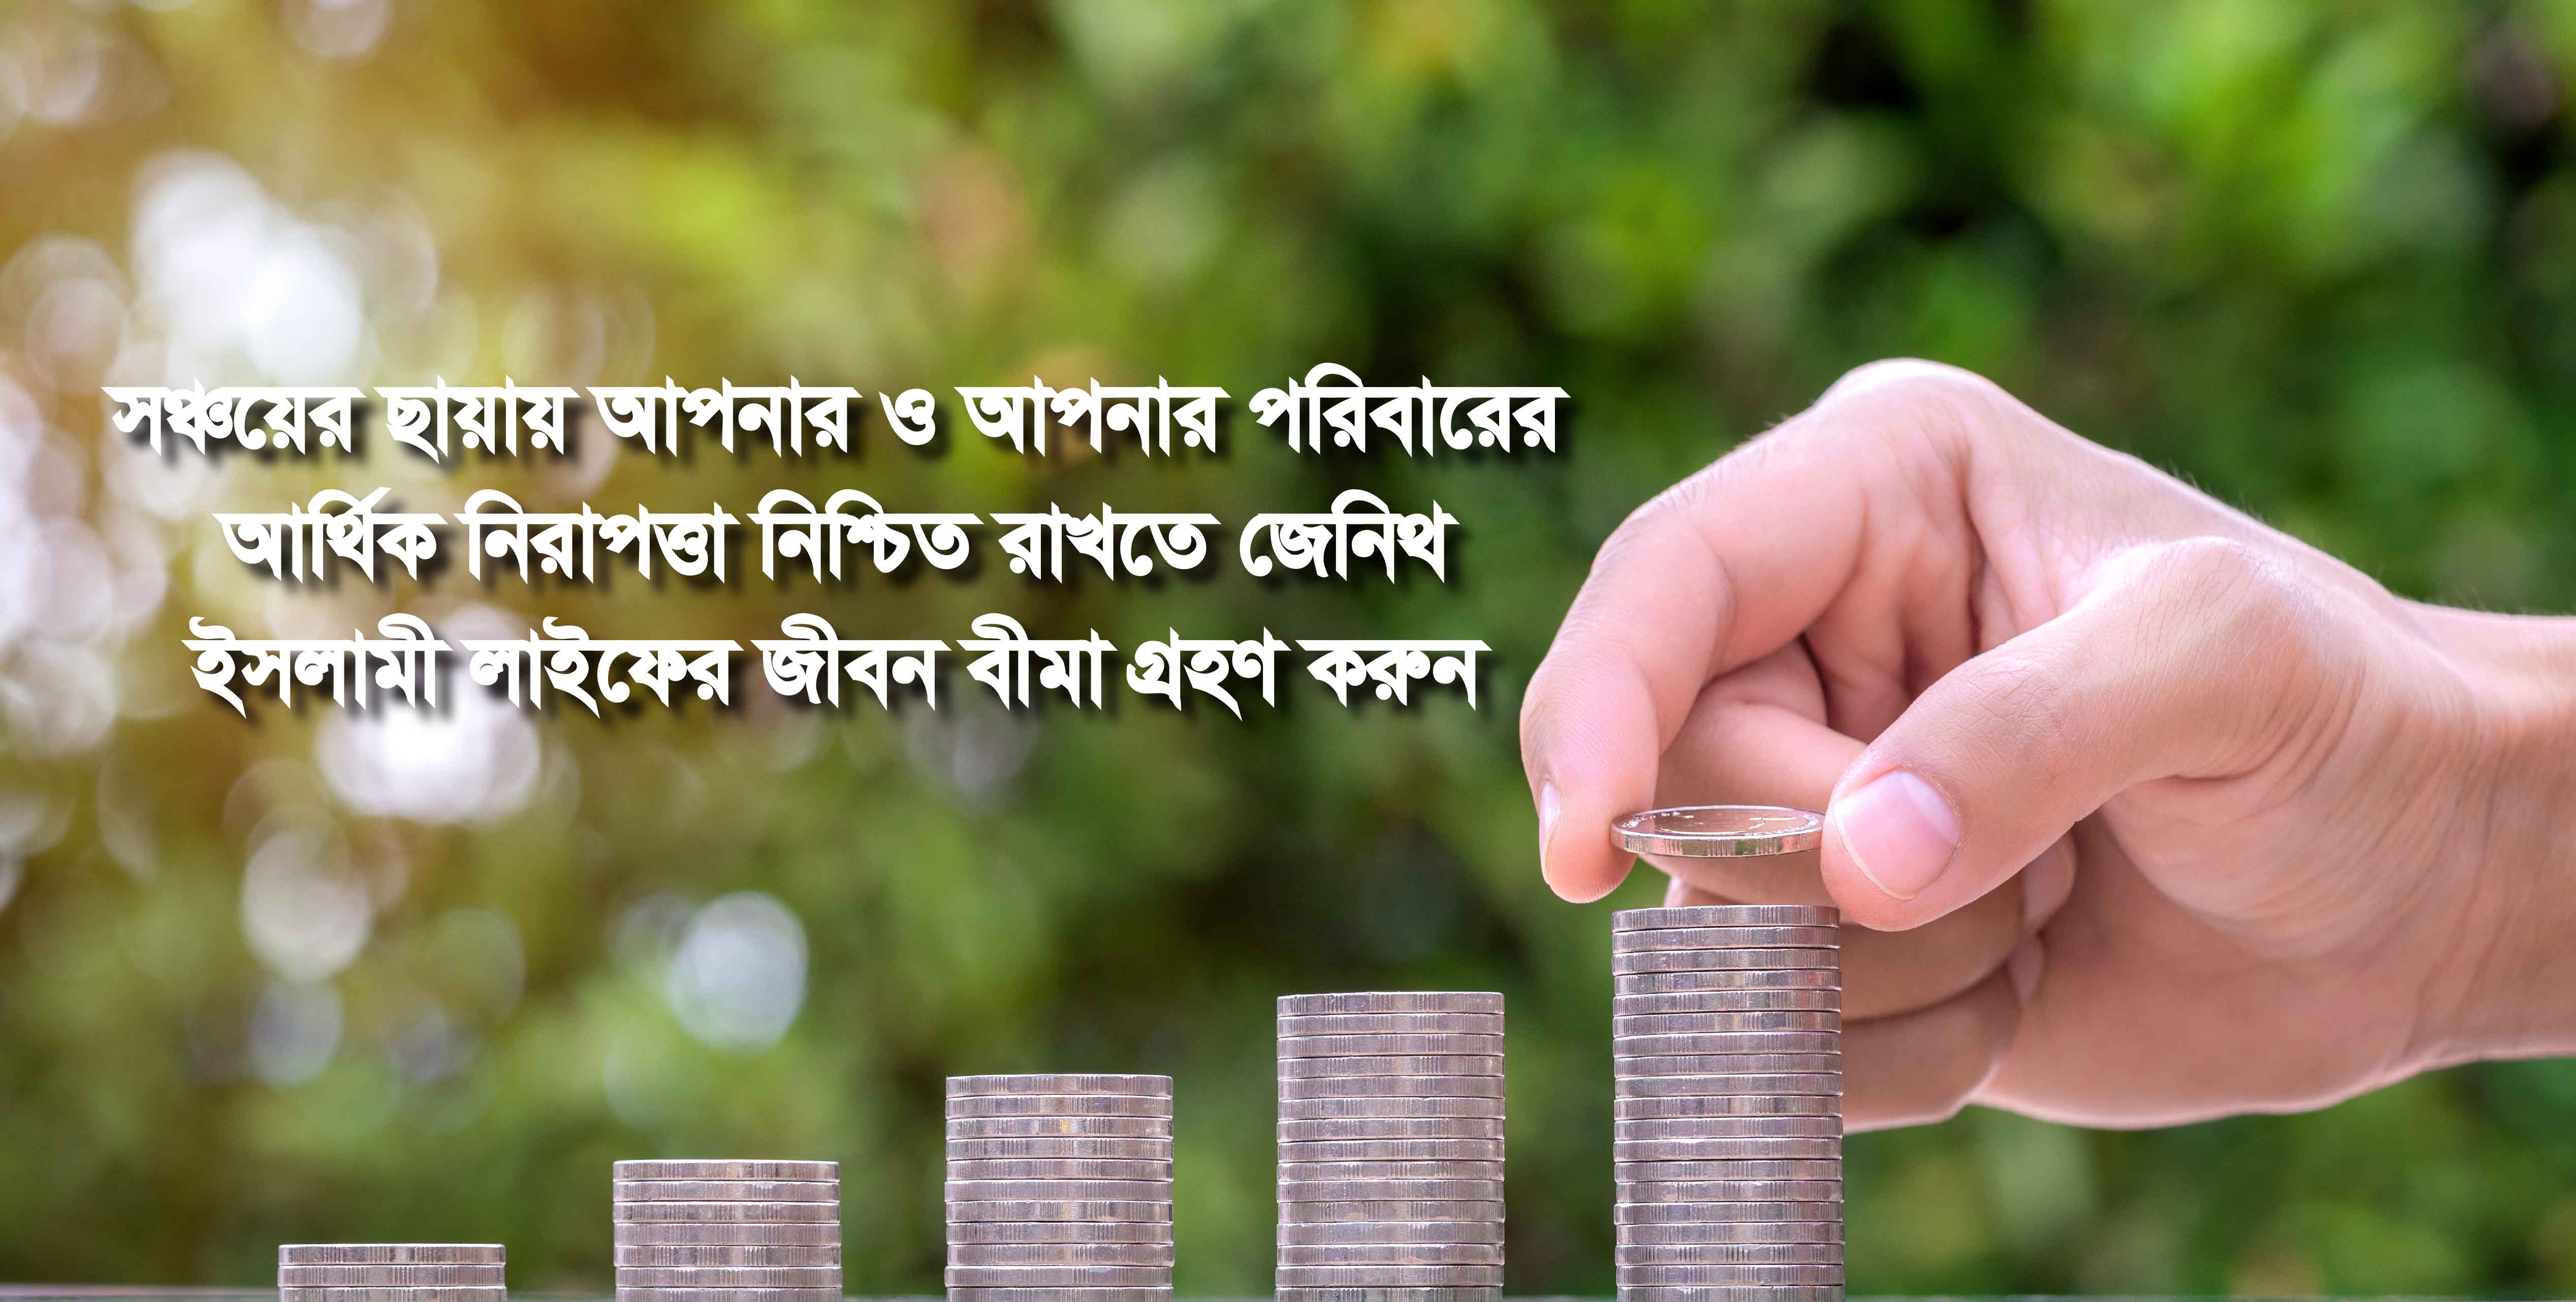 সঞ্চয়ের ছায়ায় আপনার ও আপনার পরিবারের
আর্থিক নিরাপত্তা নিশ্চিত রাখতে জেনিথ
ইসলামী লাইফের জীবন বীমা গ্রহণ করুন